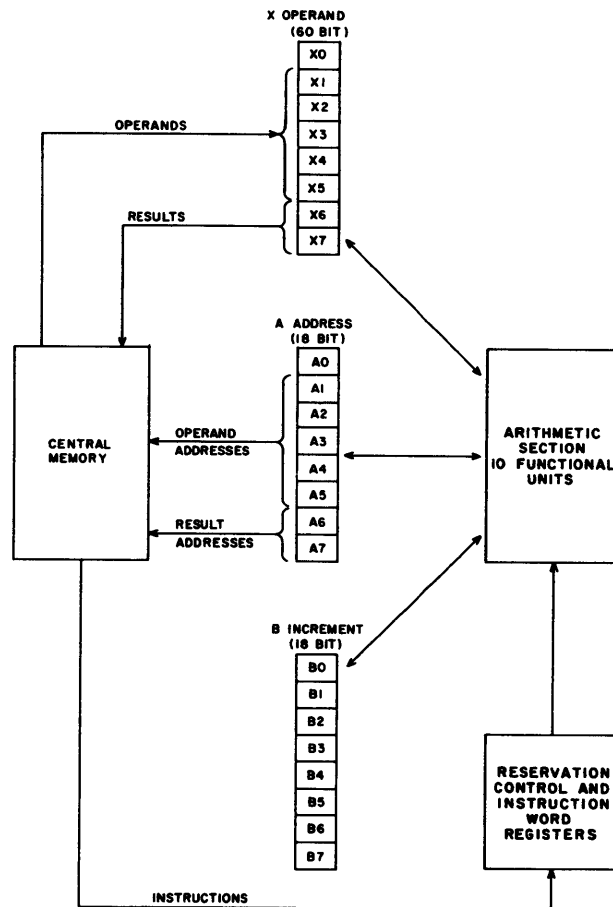 X OPERAND
(60 BIT)
X0
X1
X2
X3
X4
X5
X6
X7
OPERANDS
RESULTS
A ADDRESS
(18 BIT)
A0
A1
A2
A3
A4
A5
A6
A7
CENTRAL
MEMORY
OPERAND
ADDRESSES
RESULT
ADDRESSES
ARITHMETIC
SECTION
10 FUNCTIONAL
UNITS
B INCREMENT
(18 BIT)
B0
B1
B2
B3
B4
B5
B6
B7
RESERVATION
CONTROL AND
INSTRUCTION
WORD
REGISTERS
INSTRUCTIONS